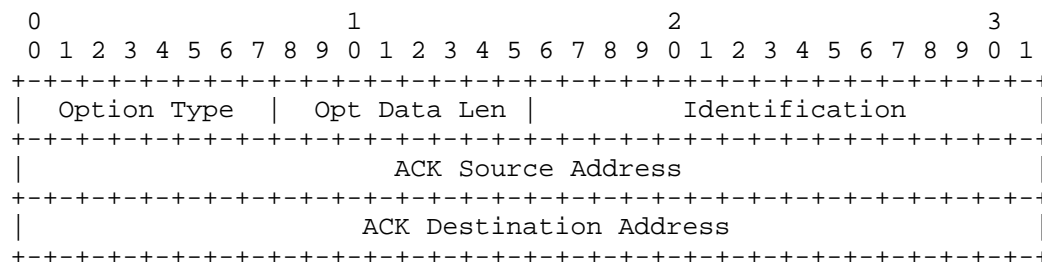 0                   1                   2                   3
 0 1 2 3 4 5 6 7 8 9 0 1 2 3 4 5 6 7 8 9 0 1 2 3 4 5 6 7 8 9 0 1
+-+-+-+-+-+-+-+-+-+-+-+-+-+-+-+-+-+-+-+-+-+-+-+-+-+-+-+-+-+-+-+-+
|  Option Type  |  Opt Data Len |         Identification        |
+-+-+-+-+-+-+-+-+-+-+-+-+-+-+-+-+-+-+-+-+-+-+-+-+-+-+-+-+-+-+-+-+
|                       ACK Source Address                      |
+-+-+-+-+-+-+-+-+-+-+-+-+-+-+-+-+-+-+-+-+-+-+-+-+-+-+-+-+-+-+-+-+
|                     ACK Destination Address                   |
+-+-+-+-+-+-+-+-+-+-+-+-+-+-+-+-+-+-+-+-+-+-+-+-+-+-+-+-+-+-+-+-+